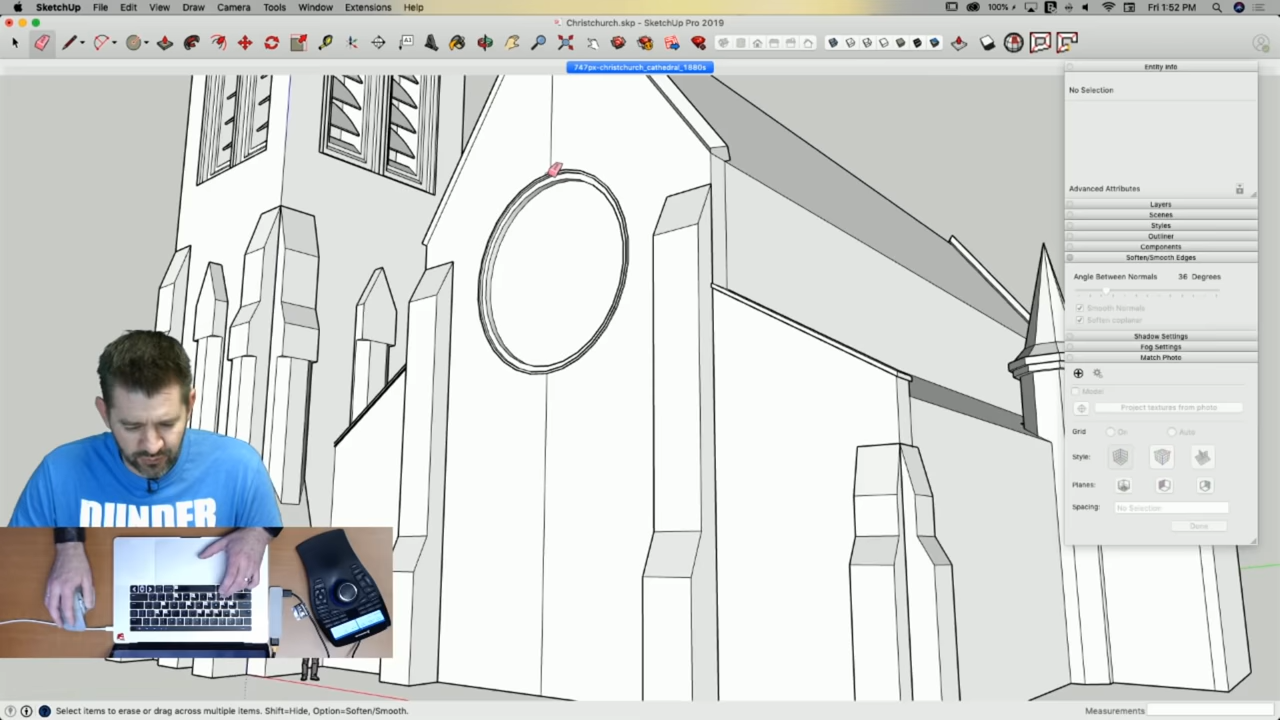 SketchUp File Edit View Draw Camera Tools Window Extensions Help
100% Fri 1:52 PM
Christchurch.skp - SketchUp Pro 2019
747px-christchurch_cathedral_1880s
Entity Info
No Selection
Advanced Attributes
Layers
Scenes
Styles
Outliner
Components
Soften/Smooth Edges
Angle Between Normals 36 Degrees
Smooth Normals
Soften coplanar
Shadow Settings
Fog Settings
Match Photo
Model
Project textures from photo
Grid On Auto
Style:
Planes:
Spacing: No Selection
Done
DUNDER
Select items to erase or drag across multiple items. Shift=Hide, Option=Soften/Smooth.
Measurements